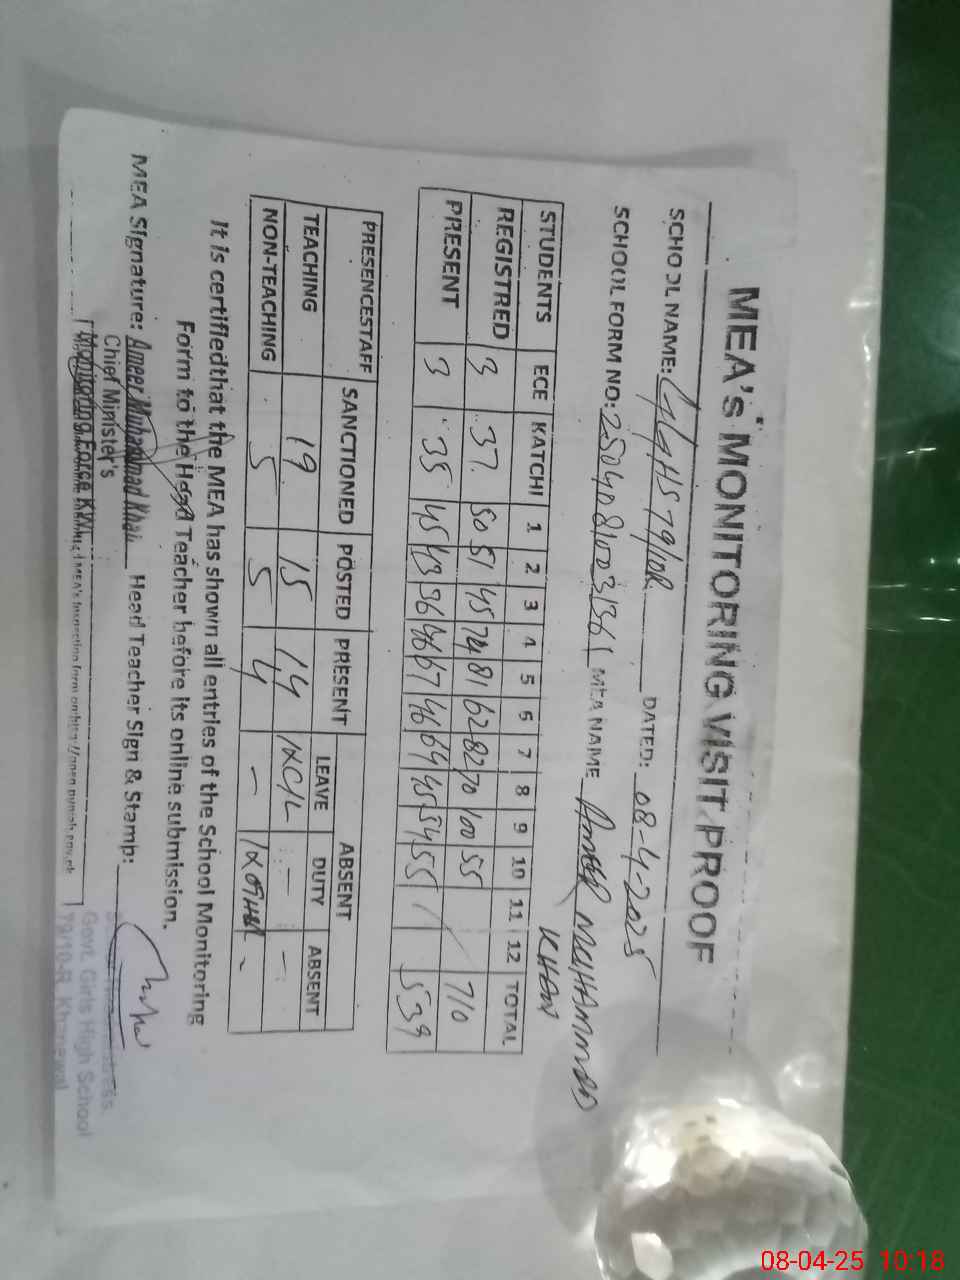 MEA's MONITORING VISIT PROOF
SCHOOL NAME: GGHS 79/10R DATED: 08-4-2025
SCHOOL FORM NO: MEA NAME Ameer MUHAMMAD
KHAN
STUDENTS ECE KATCHI 1 2 3 4 5 6 7 8 9 10 11 12 TOTAL
REGISTRED 3 37 50 51 45 74 81 62 82 70 100 55 710
PRESENT 3 35 45 43 36 46 67 46 64 45 54 55 539
PRESENCESTAFF SANCTIONED POSTED PRESENT ABSENT
LEAVE DUTY ABSENT
TEACHING 19 15 14 1XC/L - -
NON-TEACHING 5 5 4 - 1XOTHER -
It is certifiedthat the MEA has shown all entries of the School Monitoring
Form to the Head Teacher before its online submission.
MEA Signature: Ameer Muhammad Khan Head Teacher Sign & Stamp:
Chief Minister's
Monitoring Force KWL
Govt. Girls High School
79/10-R Khanewal
08-04-25 10:18